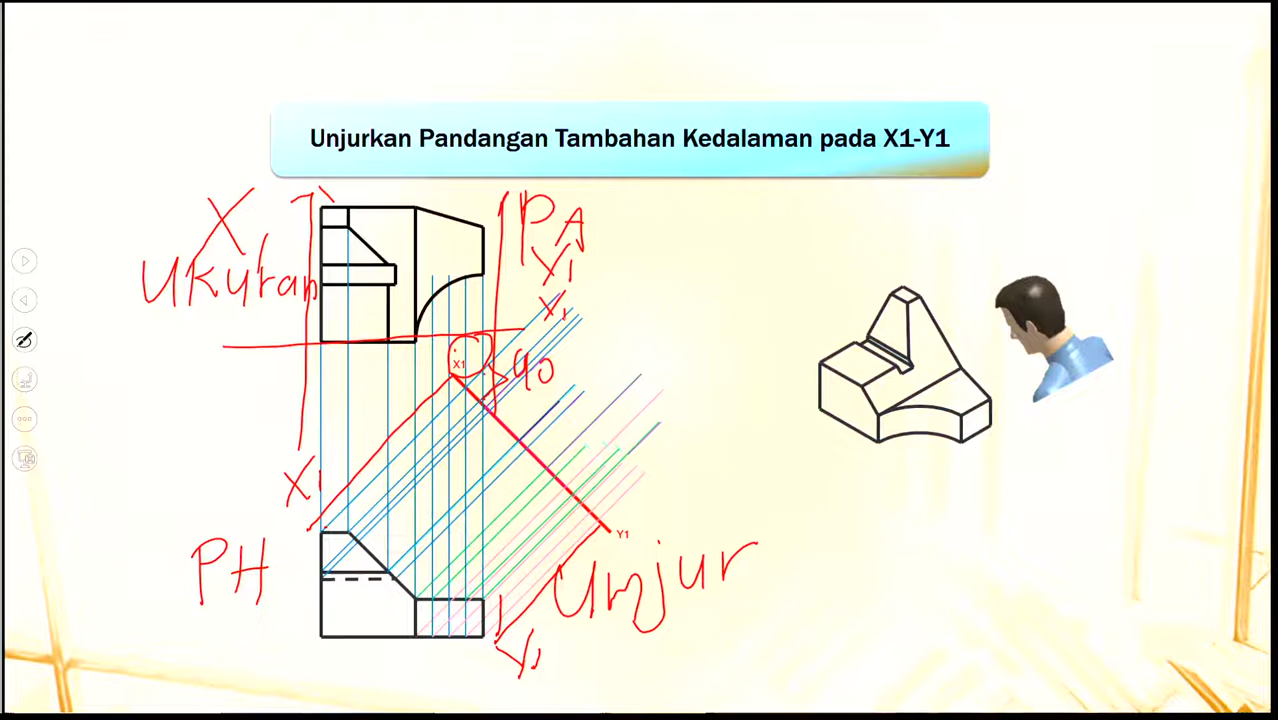 Unjurkan Pandangan Tambahan Kedalaman pada X1-Y1
X
PA
Ukuran
Y1
X1
X1
90
X1
PH
Y1
Unjur
Y1